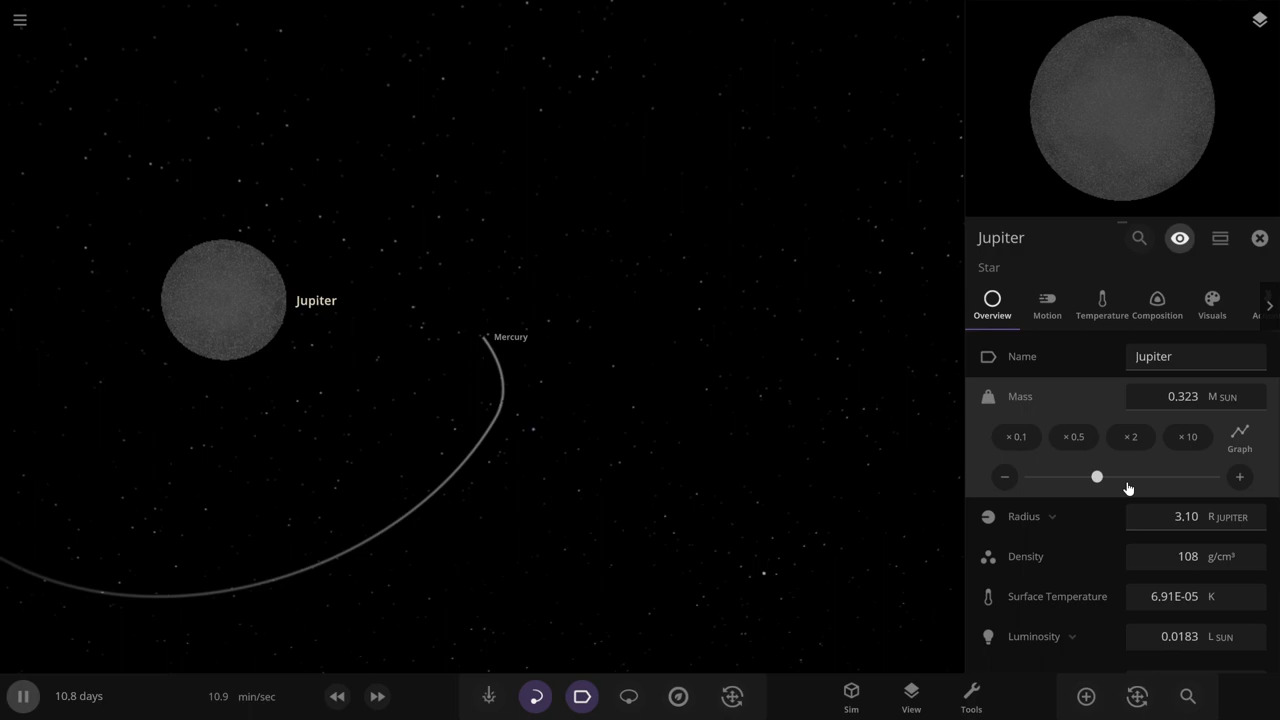 Jupiter
Mercury
Jupiter
Star
Overview
Motion
Temperature
Composition
Visuals
Name
Jupiter
Mass
0.323 M SUN
× 0.1
× 0.5
× 2
× 10
Graph
Radius
3.10 R JUPITER
Density
108 g/cm³
Surface Temperature
6.91E-05 K
Luminosity
0.0183 L SUN
10.8 days
10.9 min/sec
Sim
View
Tools